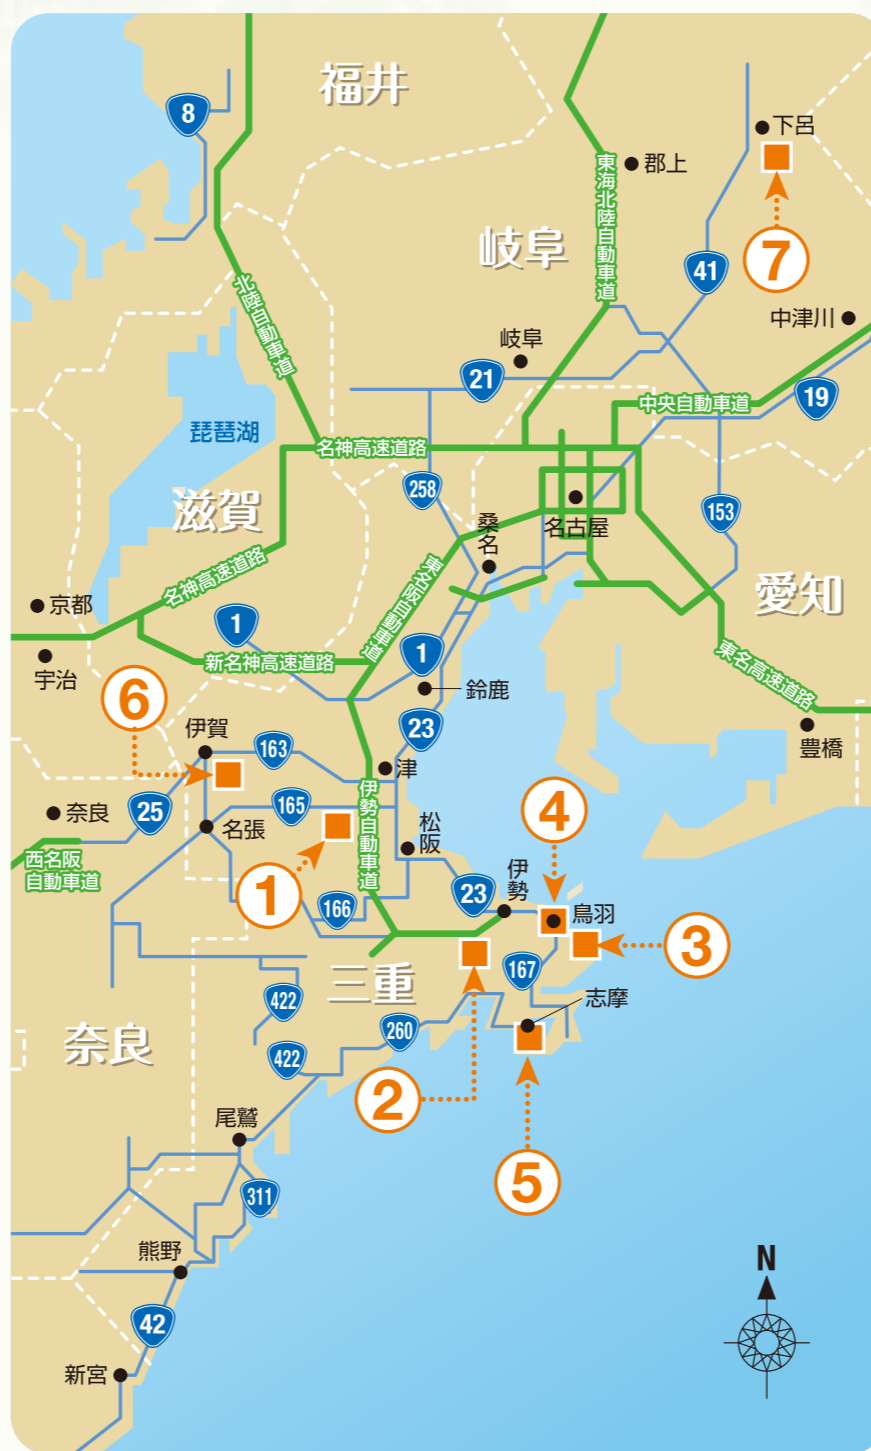 福井
8
下呂
郡上
東海北陸自動車道
岐阜
41
7
北陸自動車道
中津川
岐阜
21
19
中央自動車道
琵琶湖
名神高速道路
258
滋賀
桑名
名古屋
153
東名阪自動車道
名神高速道路
京都
愛知
1
1
新名神高速道路
宇治
東名高速道路
鈴鹿
6
23
伊賀
163
豊橋
津
伊勢自動車道
25
165
奈良
4
名張
松阪
西名阪
自動車道
1
伊勢
23
166
鳥羽
3
三重
167
422
志摩
260
奈良
422
2
尾鷲
5
311
熊野
N
42
新宮